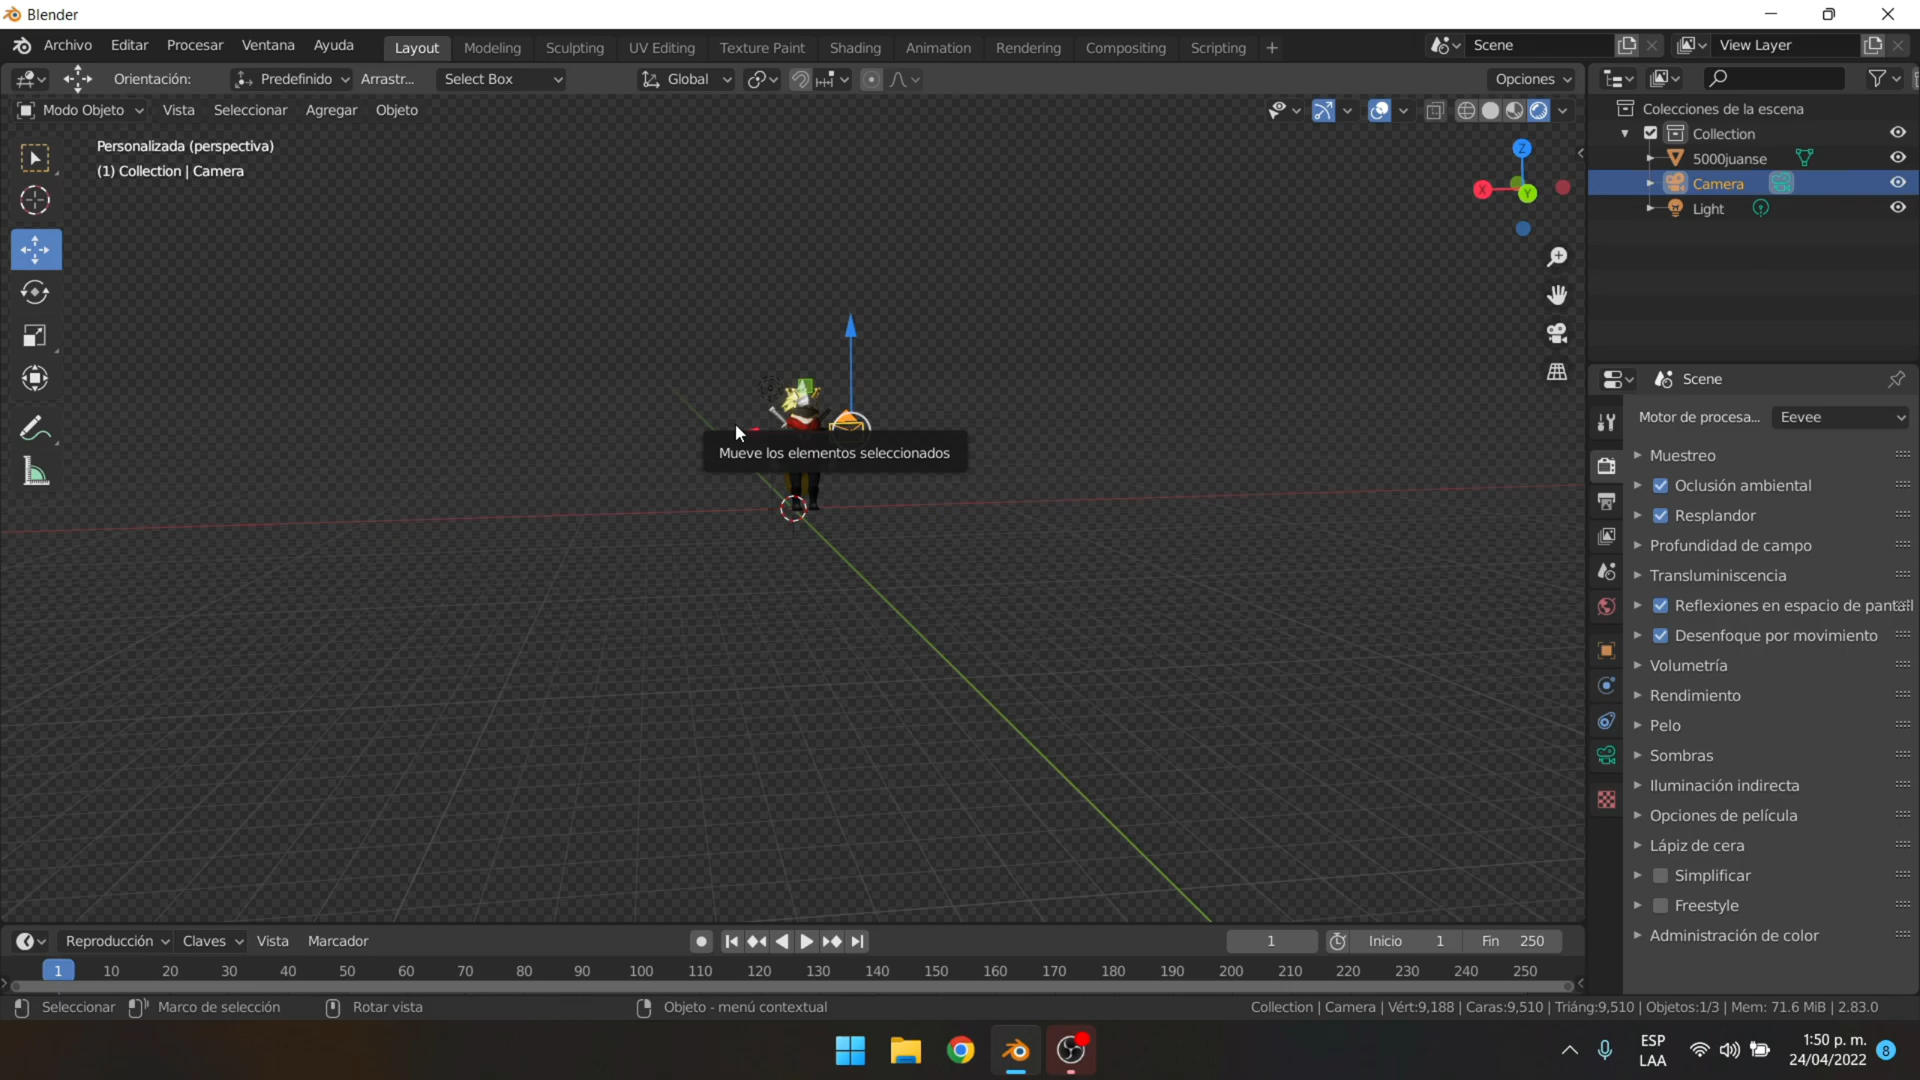 Blender
Archivo Editar Procesar Ventana Ayuda Layout Modeling Sculpting UV Editing Texture Paint Shading Animation Rendering Compositing Scripting + Scene View Layer
Orientación: Predefinido Arrastr... Select Box Global Opciones
Modo Objeto Vista Seleccionar Agregar Objeto
Personalizada (perspectiva)
(1) Collection | Camera
Z
X
Y
Mueve los elementos seleccionados
Colecciones de la escena
Collection
5000juanse
Camera
Light
Scene
Motor de procesa... Eevee
Muestreo
Oclusión ambiental
Resplandor
Profundidad de campo
Transluminiscencia
Reflexiones en espacio de pantall
Desenfoque por movimiento
Volumetría
Rendimiento
Pelo
Sombras
Iluminación indirecta
Opciones de película
Lápiz de cera
Simplificar
Freestyle
Administración de color
Reproducción Claves Vista Marcador 1 Inicio 1 Fin 250
1 10 20 30 40 50 60 70 80 90 100 110 120 130 140 150 160 170 180 190 200 210 220 230 240 250
Seleccionar Marco de selección Rotar vista Objeto - menú contextual Collection | Camera | Vért:9,188 | Caras:9,510 | Triáng:9,510 | Objetos:1/3 | Mem: 71.6 MiB | 2.83.0
ESP
LAA
1:50 p. m.
24/04/2022
8